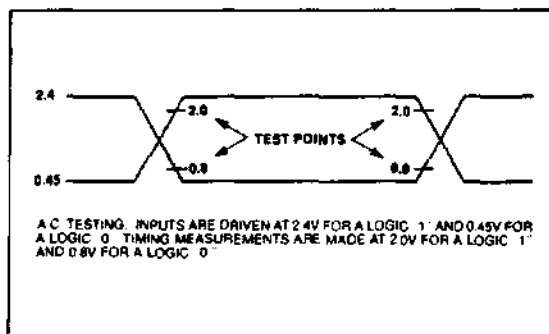 2.4
2.0
2.0
TEST POINTS
0.8
0.8
0.45
A.C. TESTING. INPUTS ARE DRIVEN AT 2.4V FOR A LOGIC 1" AND 0.45V FOR
A LOGIC 0 TIMING MEASUREMENTS ARE MADE AT 2.0V FOR A LOGIC 1"
AND 0.8V FOR A LOGIC 0"